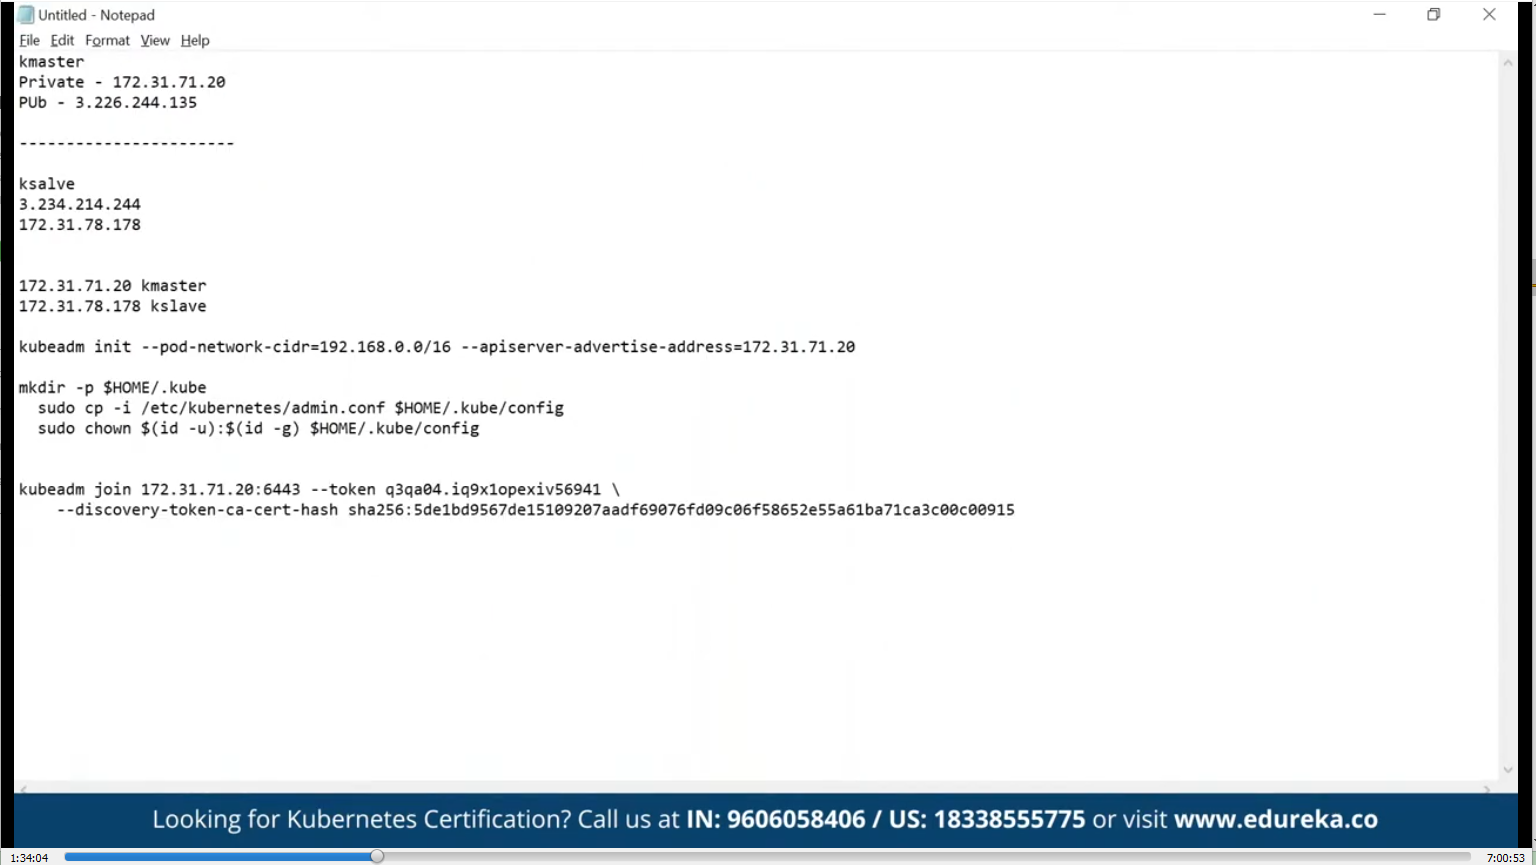 Untitled - Notepad
File Edit Format View Help
kmaster
Private - 172.31.71.20
PUb - 3.226.244.135
-----------------------
ksalve
3.234.214.244
172.31.78.178
172.31.71.20 kmaster
172.31.78.178 kslave
kubeadm init --pod-network-cidr=192.168.0.0/16 --apiserver-advertise-address=172.31.71.20
mkdir -p $HOME/.kube
sudo cp -i /etc/kubernetes/admin.conf $HOME/.kube/config
sudo chown $(id -u):$(id -g) $HOME/.kube/config
kubeadm join 172.31.71.20:6443 --token q3qa04.iq9x1opexiv56941 \
--discovery-token-ca-cert-hash sha256:5de1bd9567de15109207aadf69076fd09c06f58652e55a61ba71ca3c00c00915
Looking for Kubernetes Certification? Call us at IN: 9606058406 / US: 18338555775 or visit www.edureka.co
1:34:04 7:00:53